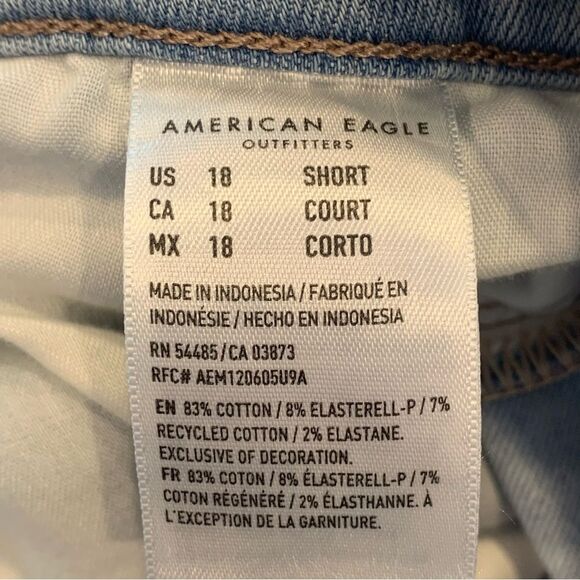 AMERICAN EAGLE
OUTFITTERS
US 18 SHORT
CA 18 COURT
MX 18 CORTO
MADE IN INDONESIA / FABRIQUÉ EN
INDONÉSIE / HECHO EN INDONESIA
RN 54485 / CA 03873
RFC# AEM120605U9A
EN 83% COTTON / 8% ELASTERELL-P / 7%
RECYCLED COTTON / 2% ELASTANE.
EXCLUSIVE OF DECORATION.
FR 83% COTON / 8% ÉLASTERELL-P / 7%
COTON RÉGÉNÉRÉ / 2% ÉLASTHANNE. À
L'EXCEPTION DE LA GARNITURE.